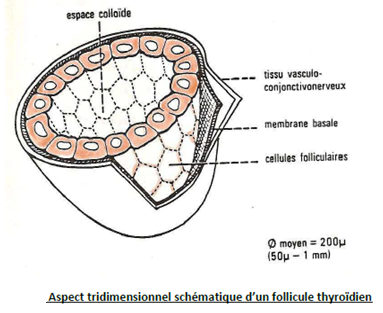 espace colloïde
tissu vasculo-
conjonctivonerveux
membrane basale
cellules folliculaires
Ø moyen = 200µ
(50µ – 1 mm)
Aspect tridimensionnel schématique d'un follicule thyroïdien